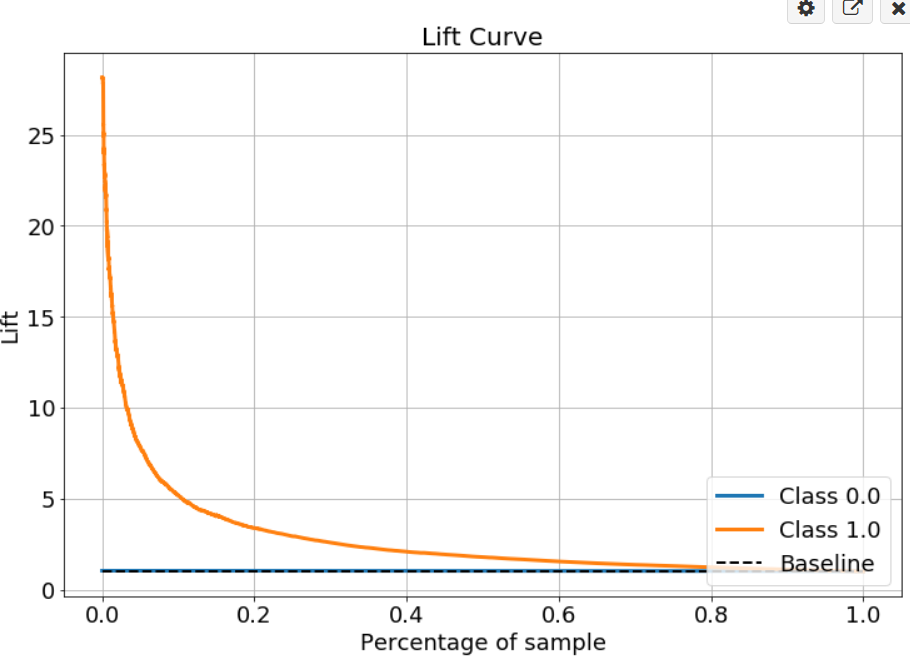 Lift Curve
25
20
15
10
5
0
Lift
0.0 0.2 0.4 0.6 0.8 1.0
Percentage of sample
Class 0.0
Class 1.0
Baseline